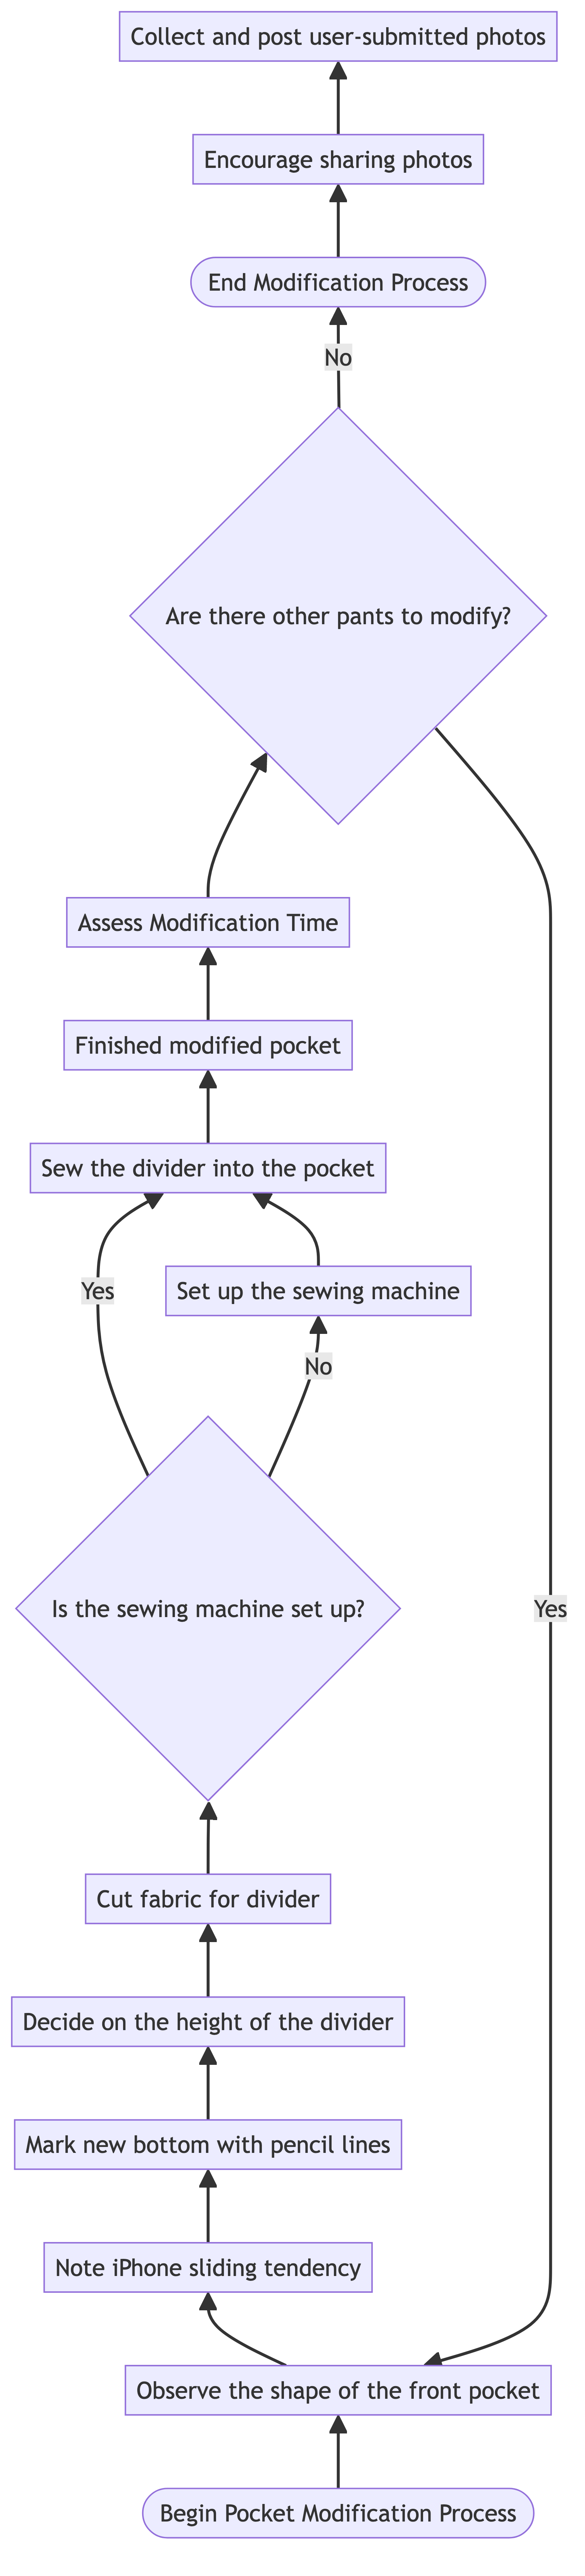 Collect and post user-submitted photos
Encourage sharing photos
End Modification Process
No
Are there other pants to modify?
Assess Modification Time
Finished modified pocket
Sew the divider into the pocket
Yes
Set up the sewing machine
No
Is the sewing machine set up?
Yes
Cut fabric for divider
Decide on the height of the divider
Mark new bottom with pencil lines
Note iPhone sliding tendency
Observe the shape of the front pocket
Begin Pocket Modification Process